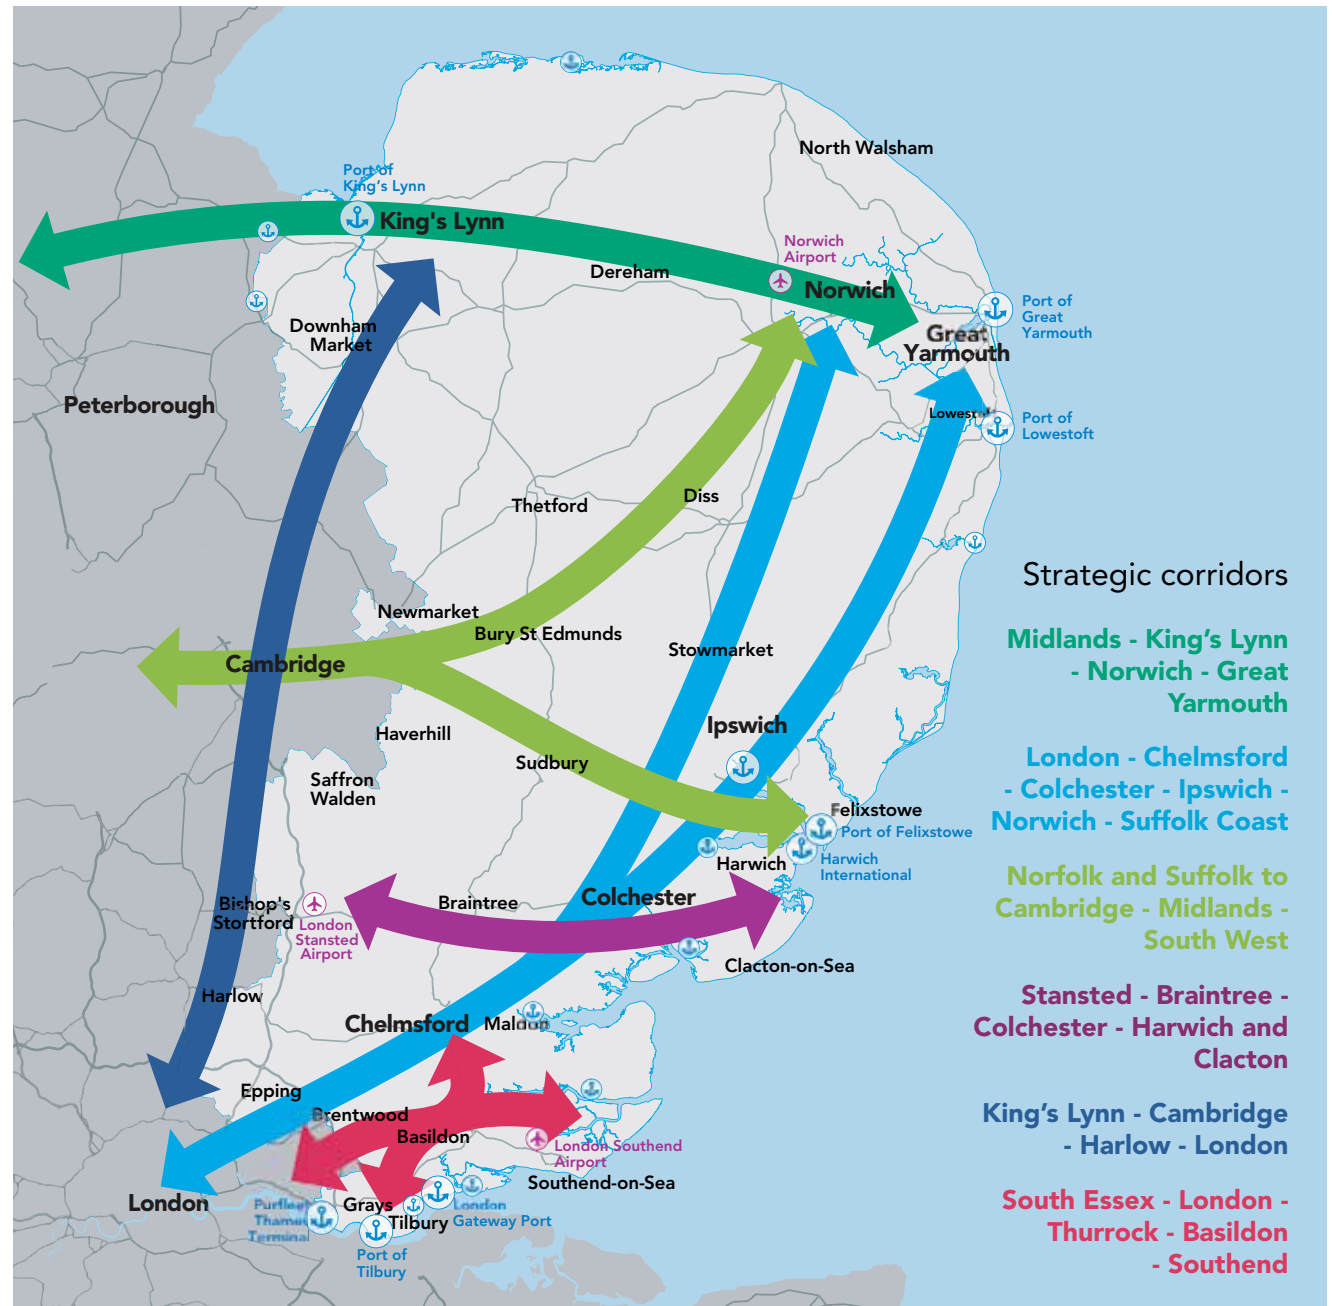 North Walsham
Port of
King's Lynn
King's Lynn
Norwich
Airport
Dereham
Norwich
Port of
Great
Yarmouth
Downham
Market
Great
Yarmouth
Peterborough
Port of
Lowestoft
Diss
Thetford
Strategic corridors
Newmarket
Bury St Edmunds
Stowmarket
Cambridge
Midlands - King's Lynn
- Norwich - Great
Yarmouth
Ipswich
Haverhill
Sudbury
Saffron
Walden
London - Chelmsford
- Colchester - Ipswich -
Norwich - Suffolk Coast
Felixstowe
Port of Felixstowe
Harwich
Harwich
International
Norfolk and Suffolk to
Cambridge - Midlands -
South West
Colchester
Braintree
Bishop's
Stortford
London
Stansted
Airport
Clacton-on-Sea
Stansted - Braintree -
Colchester - Harwich and
Clacton
Harlow
Chelmsford
Maldon
Epping
Brentwood
Basildon
King's Lynn - Cambridge
- Harlow - London
London Southend
Airport
Southend-on-Sea
London
Purfleet
Thames
Terminal
Grays
Tilbury
London
Gateway Port
Port of
Tilbury
South Essex - London -
Thurrock - Basildon
- Southend